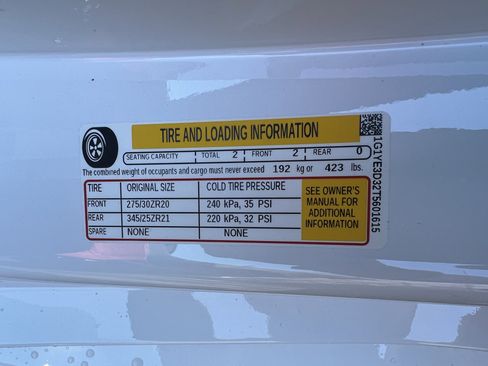 TIRE AND LOADING INFORMATION
SEATING CAPACITY TOTAL 2 FRONT 2 REAR 0
The combined weight of occupants and cargo must never exceed 192 kg or 423 lbs.
TIRE ORIGINAL SIZE COLD TIRE PRESSURE
FRONT 275/30ZR20 240 kPa, 35 PSI
REAR 345/25ZR21 220 kPa, 32 PSI
SPARE NONE NONE
SEE OWNER'S
MANUAL FOR
ADDITIONAL
INFORMATION
1G1YE3D32T5601615